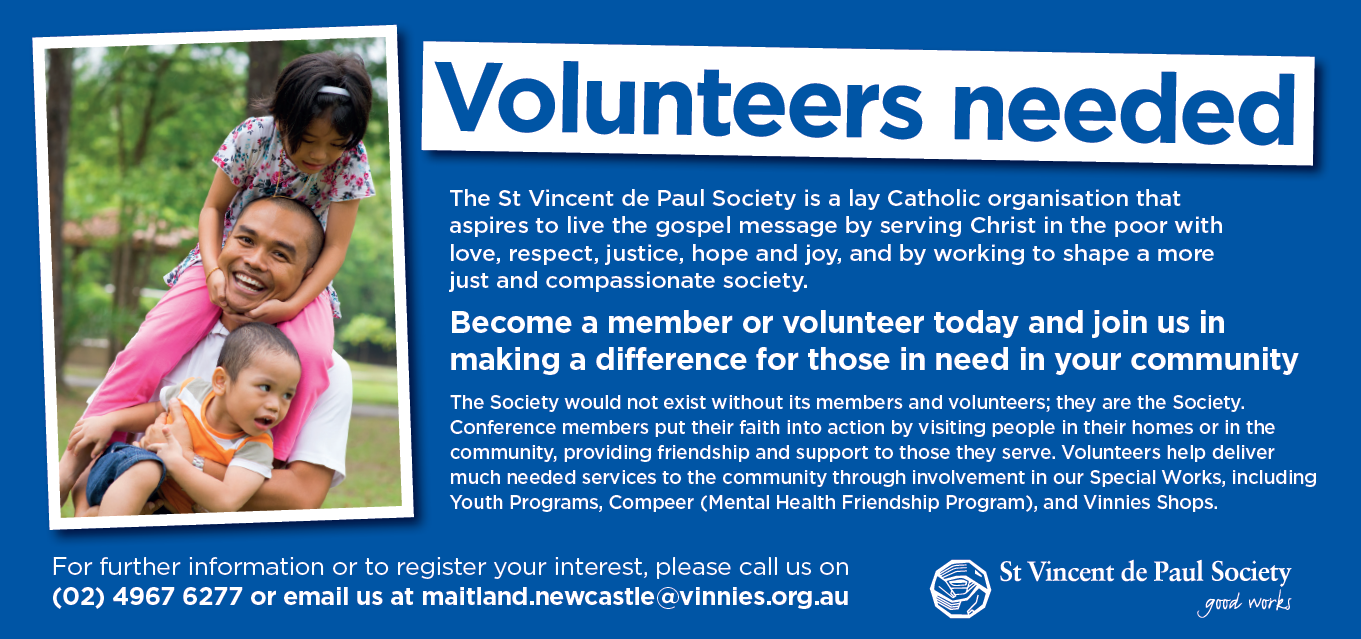 Volunteers needed
The St Vincent de Paul Society is a lay Catholic organisation that
aspires to live the gospel message by serving Christ in the poor with
love, respect, justice, hope and joy, and by working to shape a more
just and compassionate society.
Become a member or volunteer today and join us in
making a difference for those in need in your community
The Society would not exist without its members and volunteers; they are the Society.
Conference members put their faith into action by visiting people in their homes or in the
community, providing friendship and support to those they serve. Volunteers help deliver
much needed services to the community through involvement in our Special Works, including
Youth Programs, Compeer (Mental Health Friendship Program), and Vinnies Shops.
For further information or to register your interest, please call us on
(02) 4967 6277 or email us at maitland.newcastle@vinnies.org.au
St Vincent de Paul Society
good works